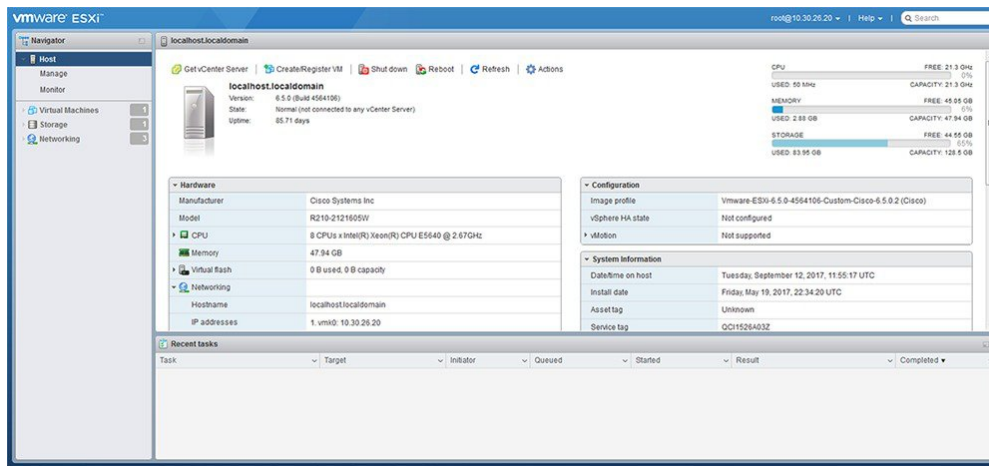 vmware ESXi™
root@10.30.26.20 | Help | Search
Navigator
localhost.localdomain
Host
Manage
Monitor
Virtual Machines 1
Storage 1
Networking 3
Get vCenter Server | Create/Register VM | Shut down Reboot | Refresh | Actions
localhost.localdomain
Version: 6.5.0 (Build 4564106)
State: Normal (not connected to any vCenter Server)
Uptime: 85.71 days
CPU FREE: 21.3 GHz
0%
USED: 50 MHz CAPACITY: 21.3 GHz
MEMORY FREE: 45.05 GB
6%
USED: 2.88 GB CAPACITY: 47.94 GB
STORAGE FREE: 44.55 GB
65%
USED: 83.95 GB CAPACITY: 128.5 GB
Hardware
Manufacturer Cisco Systems Inc
Model R210-2121605W
CPU 8 CPUs x Intel(R) Xeon(R) CPU E5640 @ 2.67GHz
Memory 47.94 GB
Virtual flash 0 B used, 0 B capacity
Networking
Hostname localhost.localdomain
IP addresses 1. vmk0: 10.30.26.20
Configuration
Image profile Vmware-ESXi-6.5.0-4564106-Custom-Cisco-6.5.0.2 (Cisco)
vSphere HA state Not configured
vMotion Not supported
System Information
Date/time on host Tuesday, September 12, 2017, 11:55:17 UTC
Install date Friday, May 19, 2017, 22:34:20 UTC
Asset tag Unknown
Service tag QCI1526A03Z
Recent tasks
Task Target Initiator Queued Started Result Completed